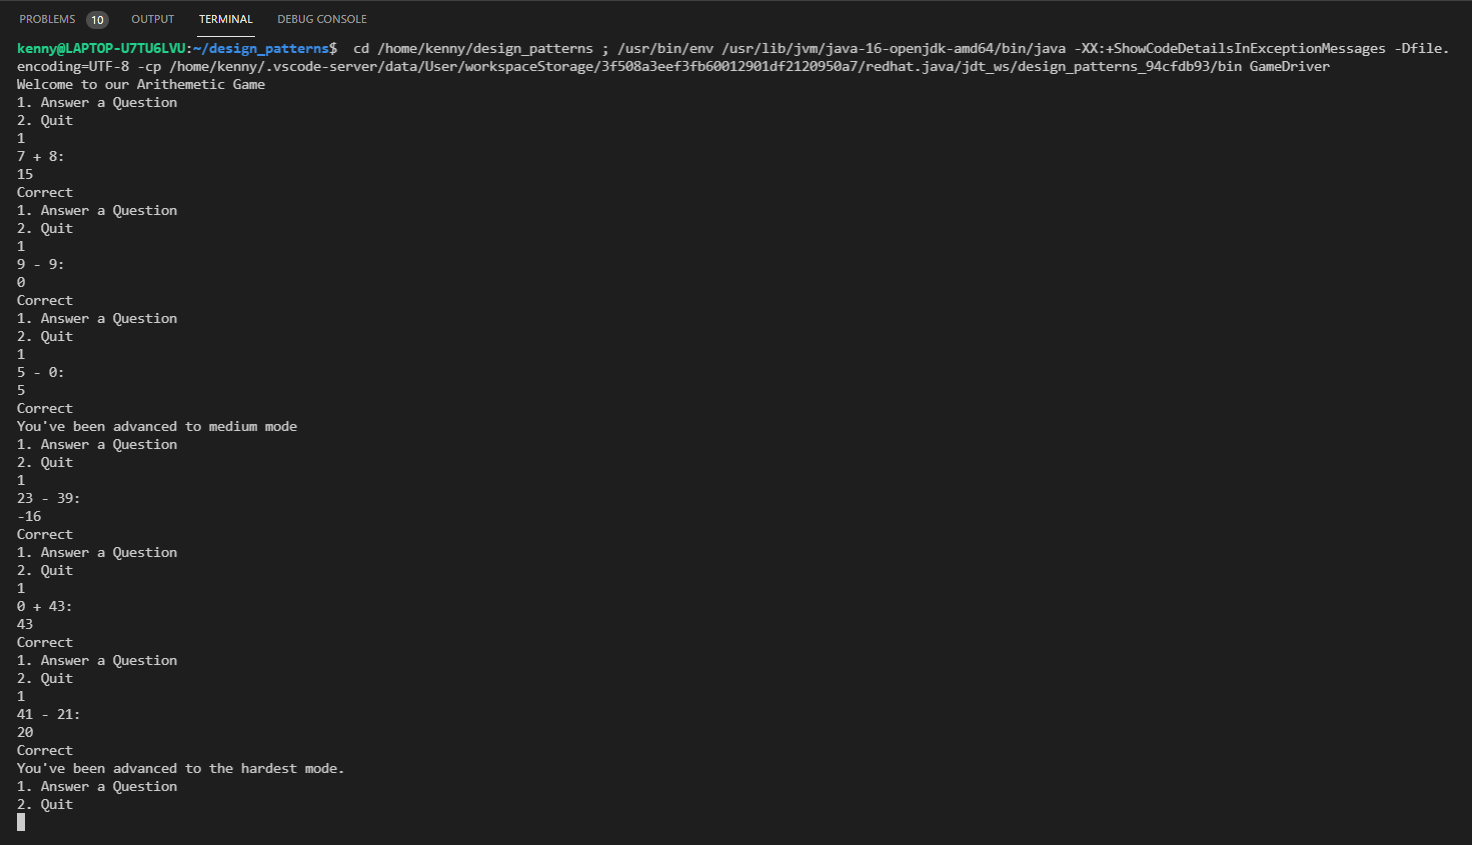 PROBLEMS 10 OUTPUT TERMINAL DEBUG CONSOLE
kenny@LAPTOP-U7TU6LVU:~/design_patterns$  cd /home/kenny/design_patterns ; /usr/bin/env /usr/lib/jvm/java-16-openjdk-amd64/bin/java -XX:+ShowCodeDetailsInExceptionMessages -Dfile.
encoding=UTF-8 -cp /home/kenny/.vscode-server/data/User/workspaceStorage/3f508a3eef3fb60012901df2120950a7/redhat.java/jdt_ws/design_patterns_94cfdb93/bin GameDriver
Welcome to our Arithemetic Game
1. Answer a Question
2. Quit
1
7 + 8:
15
Correct
1. Answer a Question
2. Quit
1
9 - 9:
0
Correct
1. Answer a Question
2. Quit
1
5 - 0:
5
Correct
You've been advanced to medium mode
1. Answer a Question
2. Quit
1
23 - 39:
-16
Correct
1. Answer a Question
2. Quit
1
0 + 43:
43
Correct
1. Answer a Question
2. Quit
1
41 - 21:
20
Correct
You've been advanced to the hardest mode.
1. Answer a Question
2. Quit